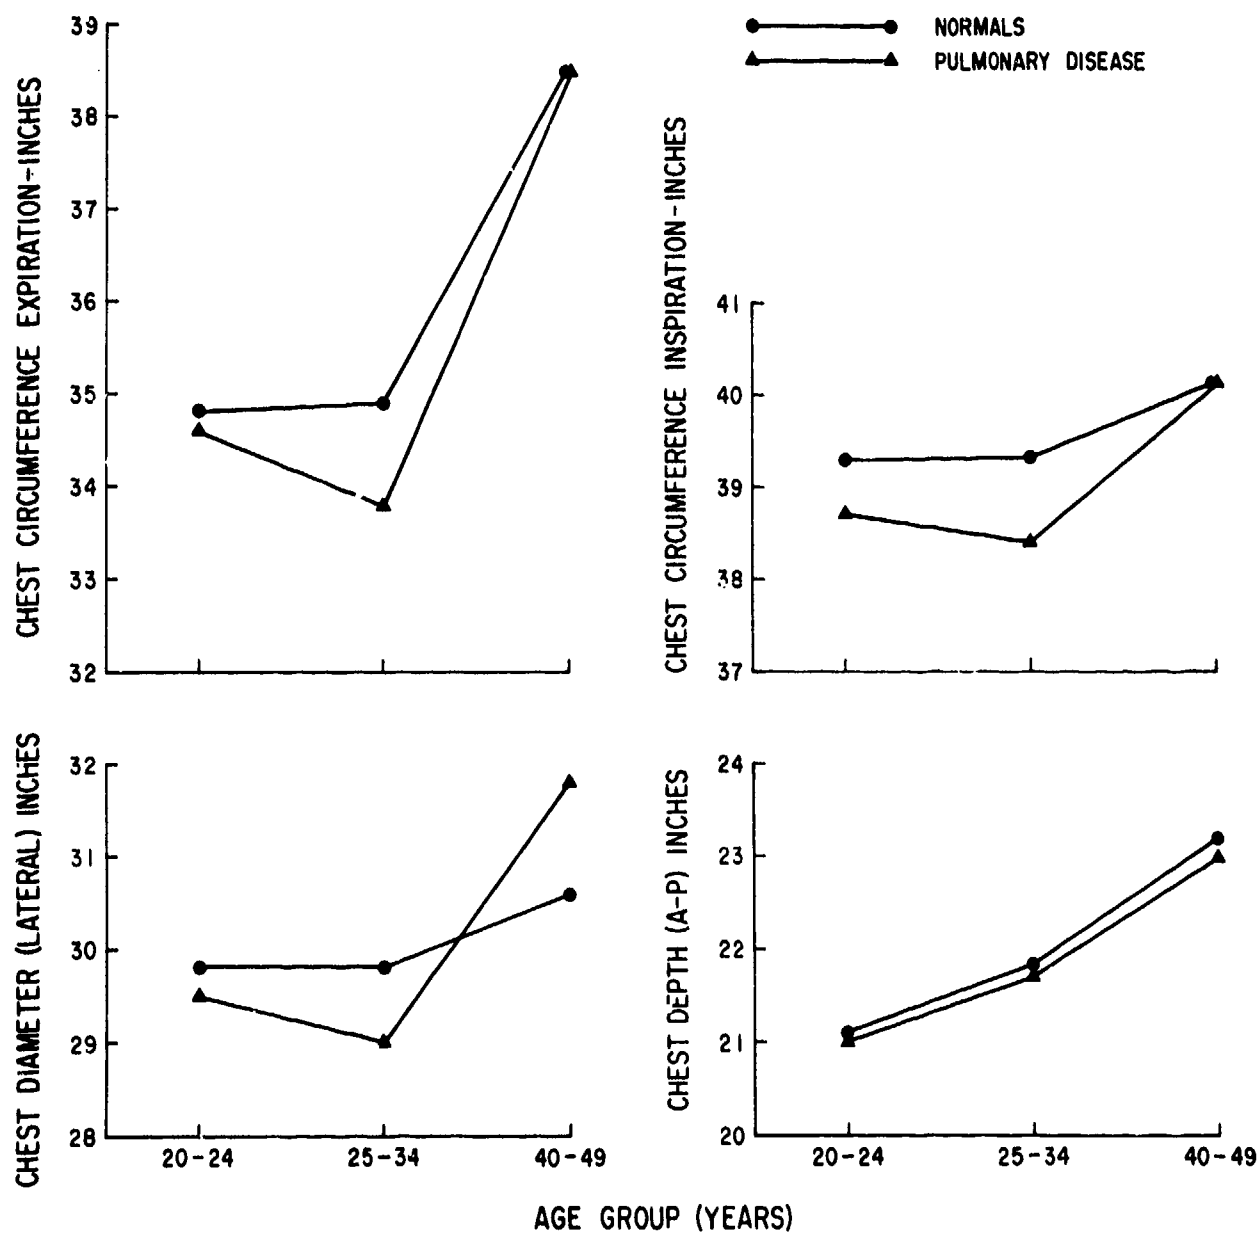 NORMALS
PULMONARY DISEASE
CHEST CIRCUMFERENCE EXPIRATION-INCHES
39
38
37
36
35
34
33
32
CHEST CIRCUMFERENCE INSPIRATION-INCHES
41
40
39
38
37
CHEST DIAMETER (LATERAL) INCHES
32
31
30
29
28
20-24 25-34 40-49
CHEST DEPTH (A-P) INCHES
24
23
22
21
20
20-24 25-34 40-49
AGE GROUP (YEARS)